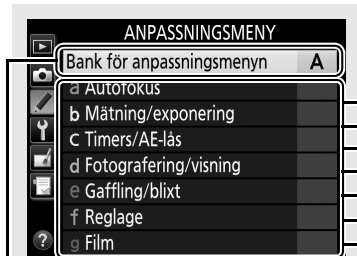 ANPASSNINGSMENY
Bank för anpassningsmenyn A
a Autofokus
b Mätning/exponering
c Timers/AE-lås
d Fotografering/visning
e Gaffling/blixt
f Reglage
g Film
?